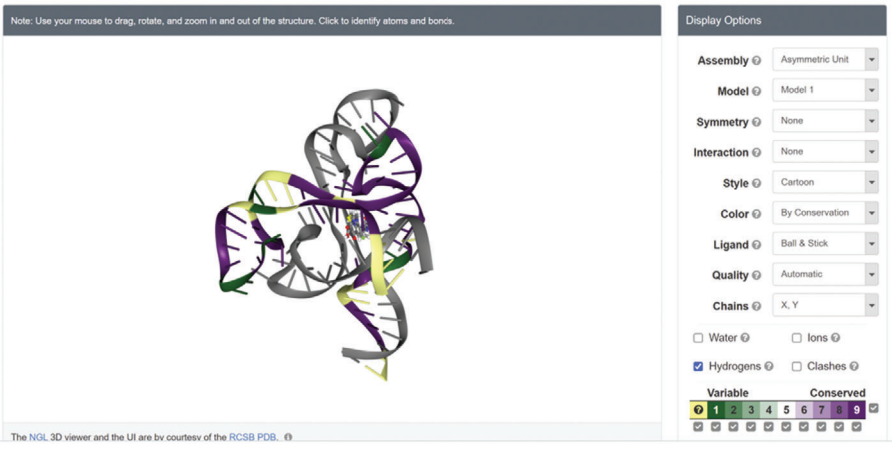 Note: Use your mouse to drag, rotate, and zoom in and out of the structure. Click to identify atoms and bonds.
Display Options
Assembly ? Asymmetric Unit
Model ? Model 1
Symmetry ? None
Interaction ? None
Style ? Cartoon
Color ? By Conservation
Ligand ? Ball & Stick
Quality ? Automatic
Chains ? X, Y
Water ? Ions ?
Hydrogens ? Clashes ?
Variable Conserved
? 1 2 3 4 5 6 7 8 9
The NGL 3D viewer and the UI are by courtesy of the RCSB PDB. i